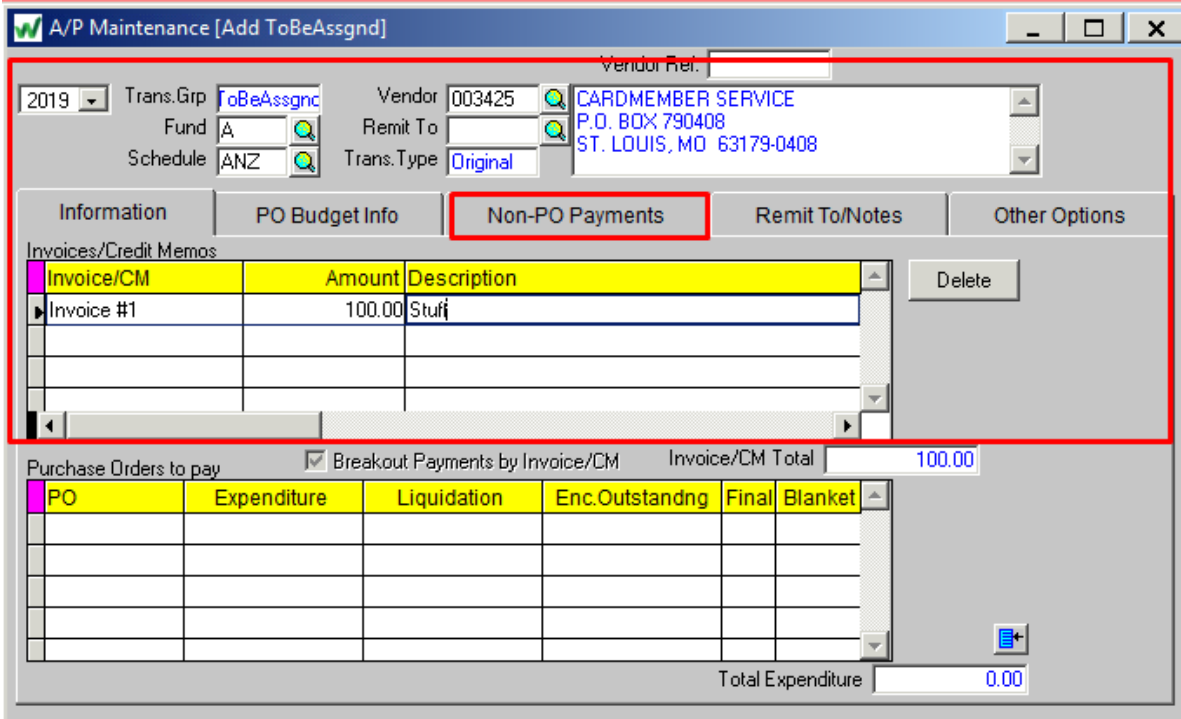 A/P Maintenance [Add ToBeAssgnd]
Vendor Ref.
2019 Trans.Grp ToBeAssgnd Vendor 003425 CARDMEMBER SERVICE
Fund A Remit To P.O. BOX 790408
Schedule ANZ Trans.Type Original ST. LOUIS, MO 63179-0408
Information PO Budget Info Non-PO Payments Remit To/Notes Other Options
Invoices/Credit Memos
Invoice/CM Amount Description Delete
Invoice #1 100.00 Stuff
Purchase Orders to pay Breakout Payments by Invoice/CM Invoice/CM Total 100.00
PO Expenditure Liquidation Enc.Outstandng Final Blanket
Total Expenditure 0.00